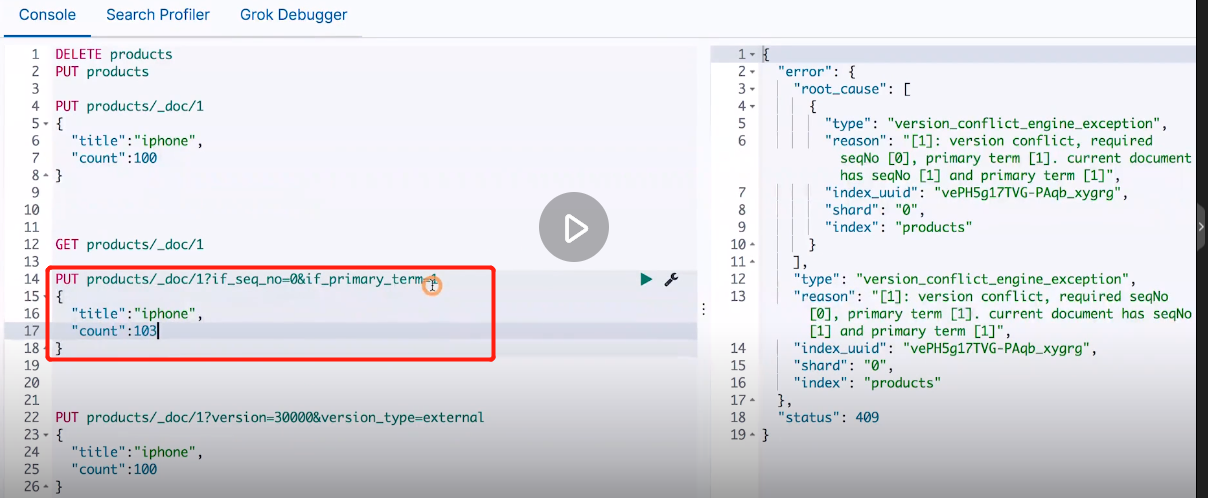 Console Search Profiler Grok Debugger
1 DELETE products
2 PUT products
3
4 PUT products/_doc/1
5 {
6 "title":"iphone",
7 "count":100
8 }
9
10
11
12 GET products/_doc/1
13
14 PUT products/_doc/1?if_seq_no=0&if_primary_term=1
15 {
16 "title":"iphone",
17 "count":103
18 }
19
20
21
22 PUT products/_doc/1?version=30000&version_type=external
23 {
24 "title":"iphone",
25 "count":100
26 }
1 {
2 "error": {
3 "root_cause": [
4 {
5 "type": "version_conflict_engine_exception",
6 "reason": "[1]: version conflict, required
seqNo [0], primary term [1]. current document
has seqNo [1] and primary term [1]",
7 "index_uuid": "vePH5g17TVG-PAqb_xygrg",
8 "shard": "0",
9 "index": "products"
10 }
11 ],
12 "type": "version_conflict_engine_exception",
13 "reason": "[1]: version conflict, required seqNo
[0], primary term [1]. current document has seqNo
[1] and primary term [1]",
14 "index_uuid": "vePH5g17TVG-PAqb_xygrg",
15 "shard": "0",
16 "index": "products"
17 },
18 "status": 409
19 }